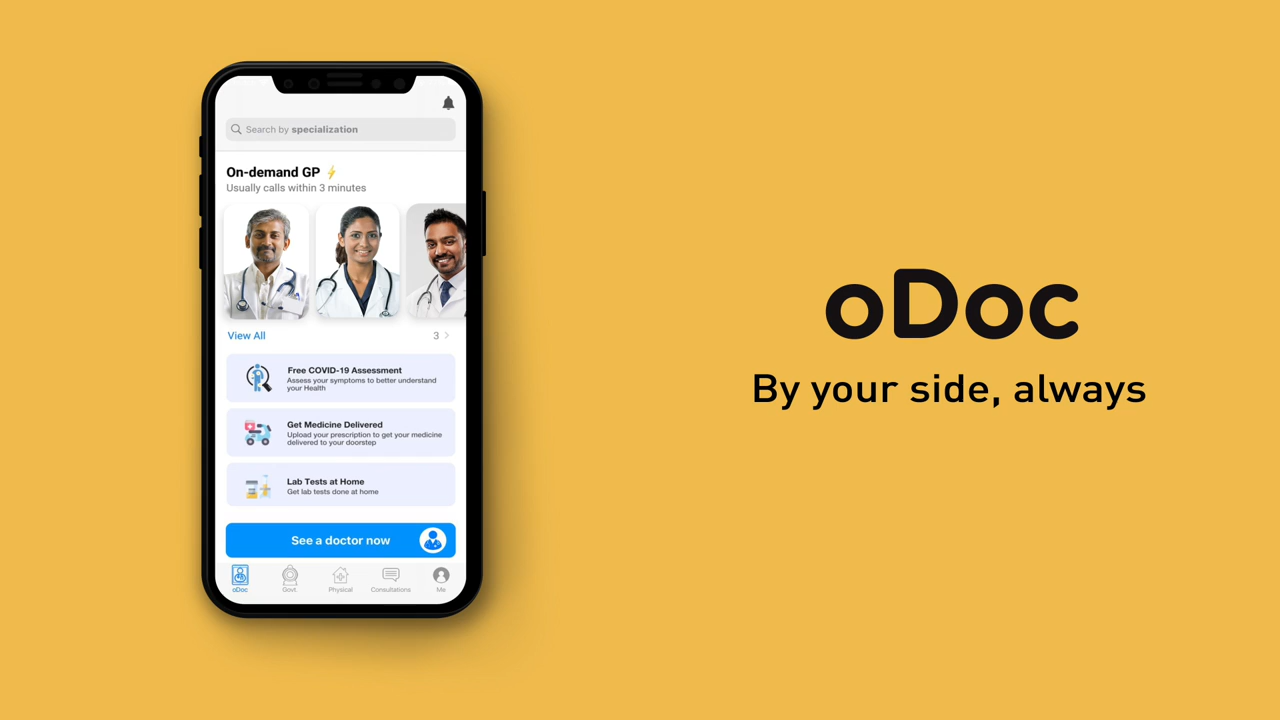 Search by specialization
On-demand GP
Usually calls within 3 minutes
View All
3
Free COVID-19 Assessment
Assess your symptoms to better understand
your Health
Get Medicine Delivered
Upload your prescription to get your medicine
delivered to your doorstep
Lab Tests at Home
Get lab tests done at home
See a doctor now
oDoc
Govt.
Physical
Consultations
Me
oDoc
By your side, always